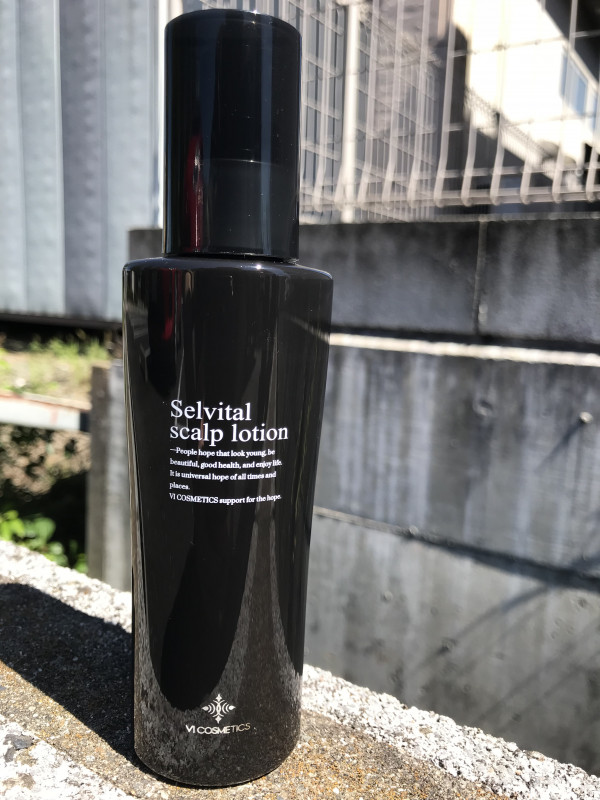 Selvital
scalp lotion
—People hope that look young, be
beautiful, good health, and enjoy life.
It is universal hope of all times and
places.
VI COSMETICS support for the hope.
VI COSMETICS